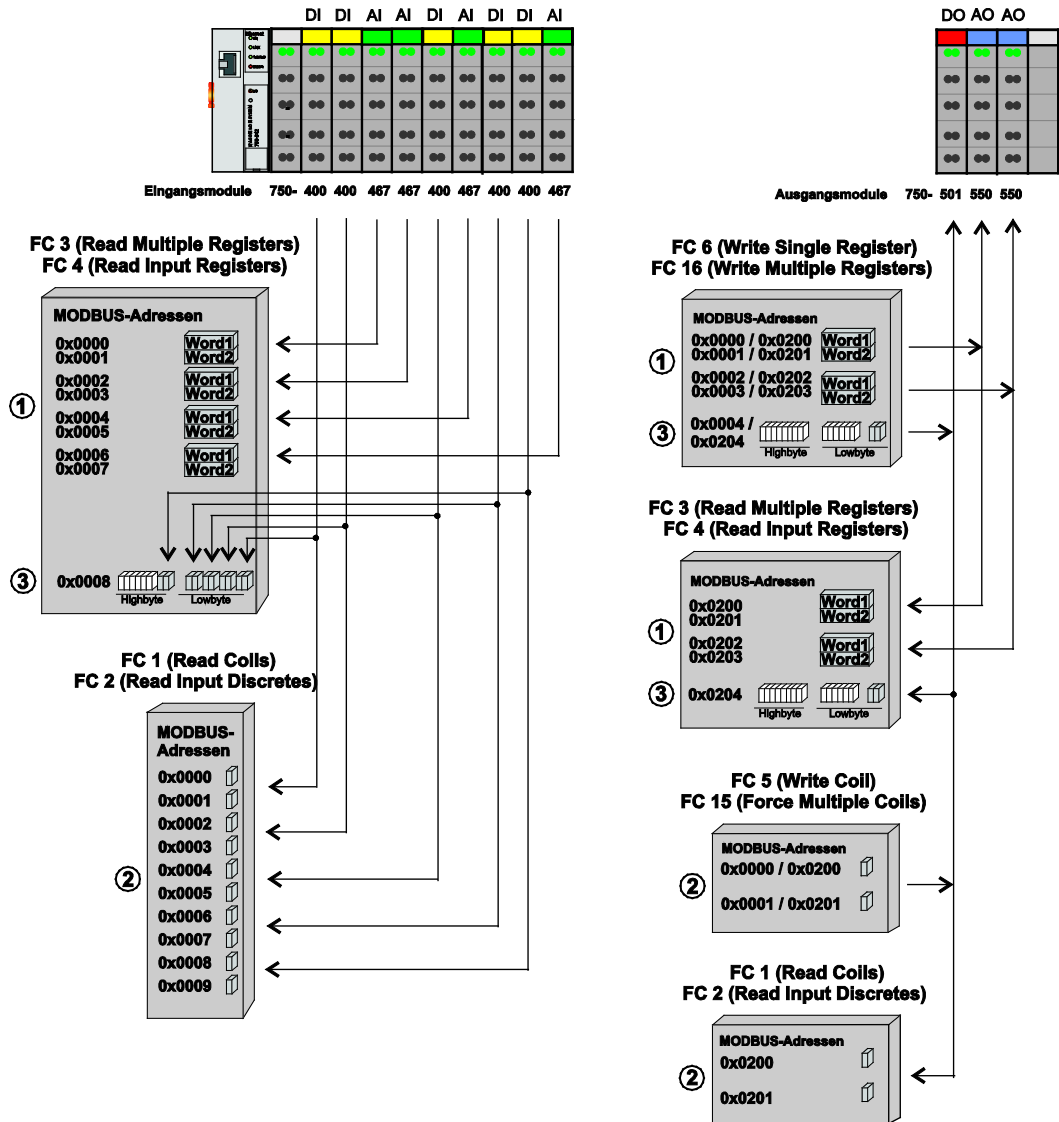 DI DI AI AI DI AI DI DI AI
Eingangsmodule 750- 400 400 467 467 400 467 400 400 467
FC 3 (Read Multiple Registers)
FC 4 (Read Input Registers)
MODBUS-Adressen
0x0000 Word1
0x0001 Word2
0x0002 Word1
0x0003 Word2
1
0x0004 Word1
0x0005 Word2
0x0006 Word1
0x0007 Word2
3 0x0008
Highbyte Lowbyte
FC 1 (Read Coils)
FC 2 (Read Input Discretes)
MODBUS-
Adressen
0x0000
0x0001
0x0002
0x0003
0x0004
2
0x0005
0x0006
0x0007
0x0008
0x0009
DO AO AO
Ausgangsmodule 750- 501 550 550
FC 6 (Write Single Register)
FC 16 (Write Multiple Registers)
MODBUS-Adressen
1
0x0000 / 0x0200 Word1
0x0001 / 0x0201 Word2
0x0002 / 0x0202 Word1
0x0003 / 0x0203 Word2
3
0x0004 /
0x0204
Highbyte Lowbyte
FC 3 (Read Multiple Registers)
FC 4 (Read Input Registers)
MODBUS-Adressen
0x0200 Word1
0x0201 Word2
1
0x0202 Word1
0x0203 Word2
3 0x0204
Highbyte Lowbyte
FC 5 (Write Coil)
FC 15 (Force Multiple Coils)
MODBUS-Adressen
0x0000 / 0x0200
2
0x0001 / 0x0201
FC 1 (Read Coils)
FC 2 (Read Input Discretes)
MODBUS-Adressen
0x0200
2
0x0201